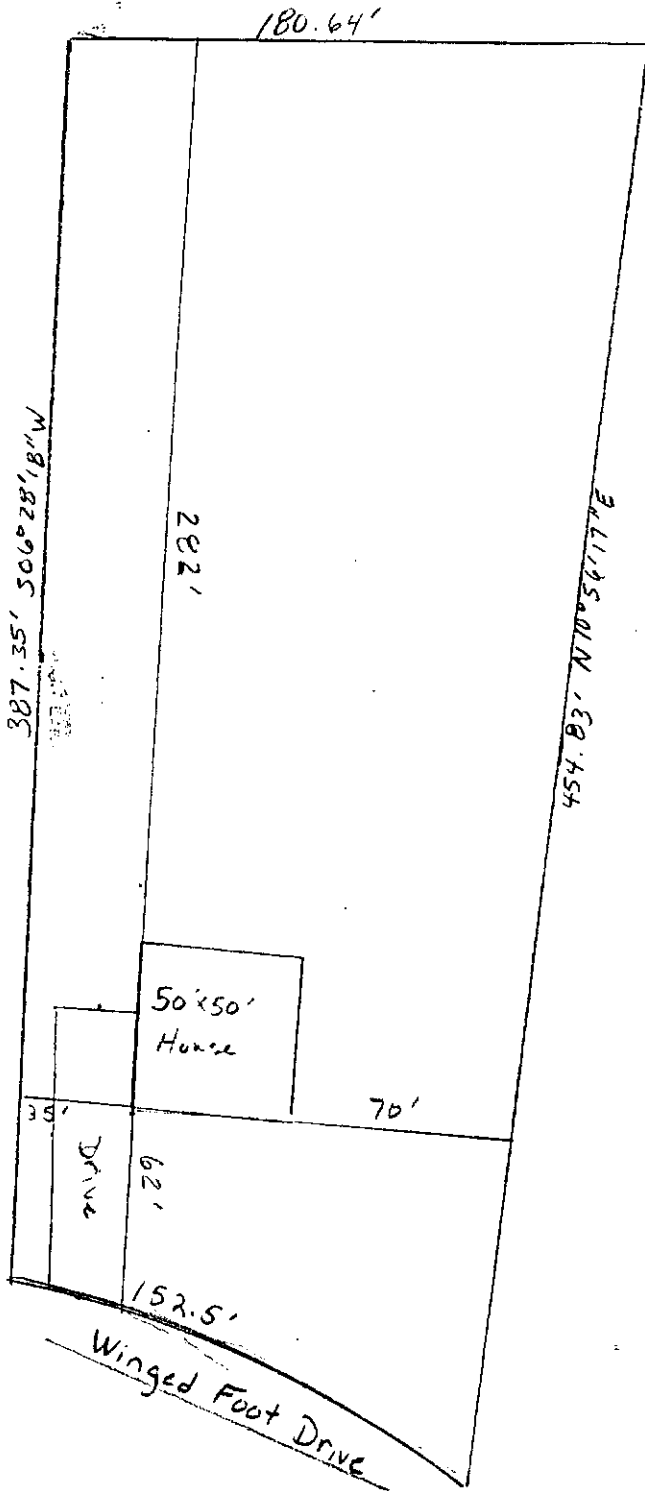 180.64'
387.35' S06°28'18"W
282'
454.83' N10°56'17"E
50'x50'
House
35'
70'
Drive
62'
152.5'
Winged Foot Drive